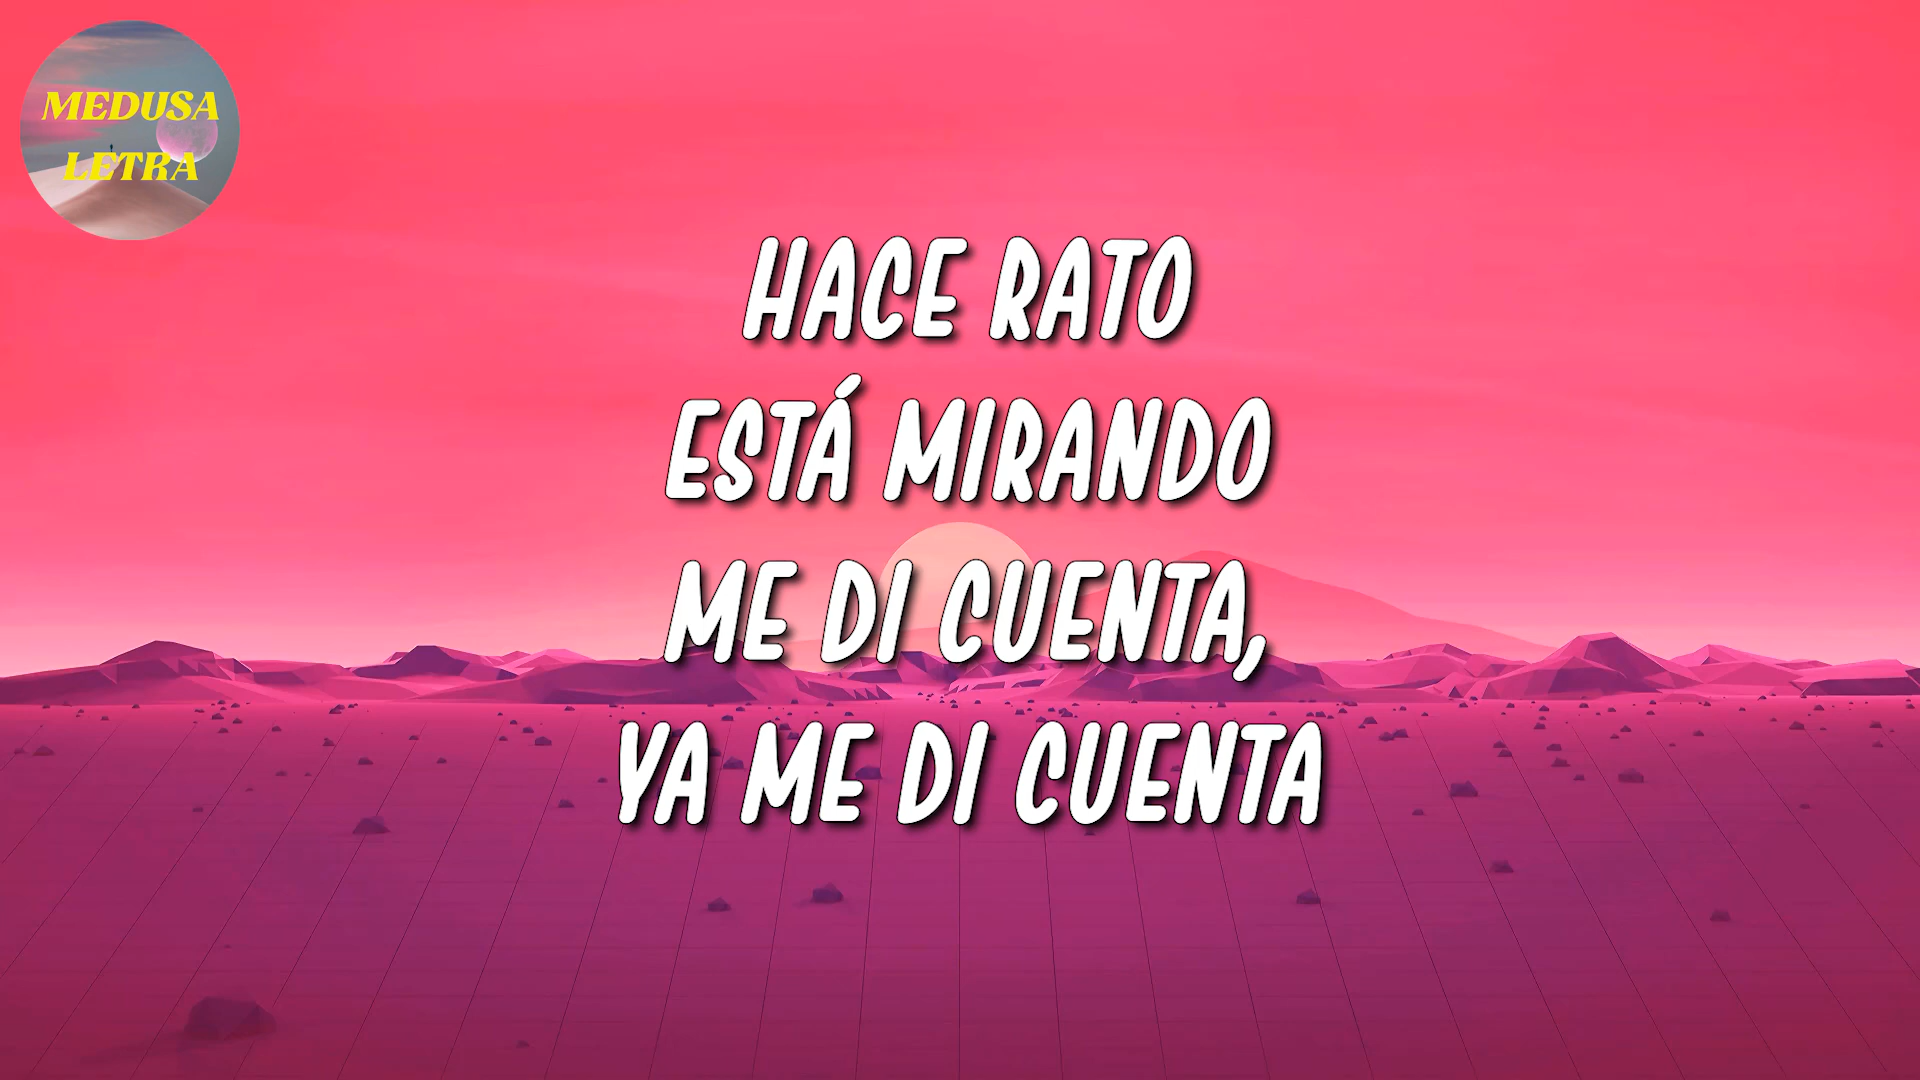 MEDUSA
LETRA
HACE RATO
ESTÁ MIRANDO
ME DI CUENTA,
YA ME DI CUENTA